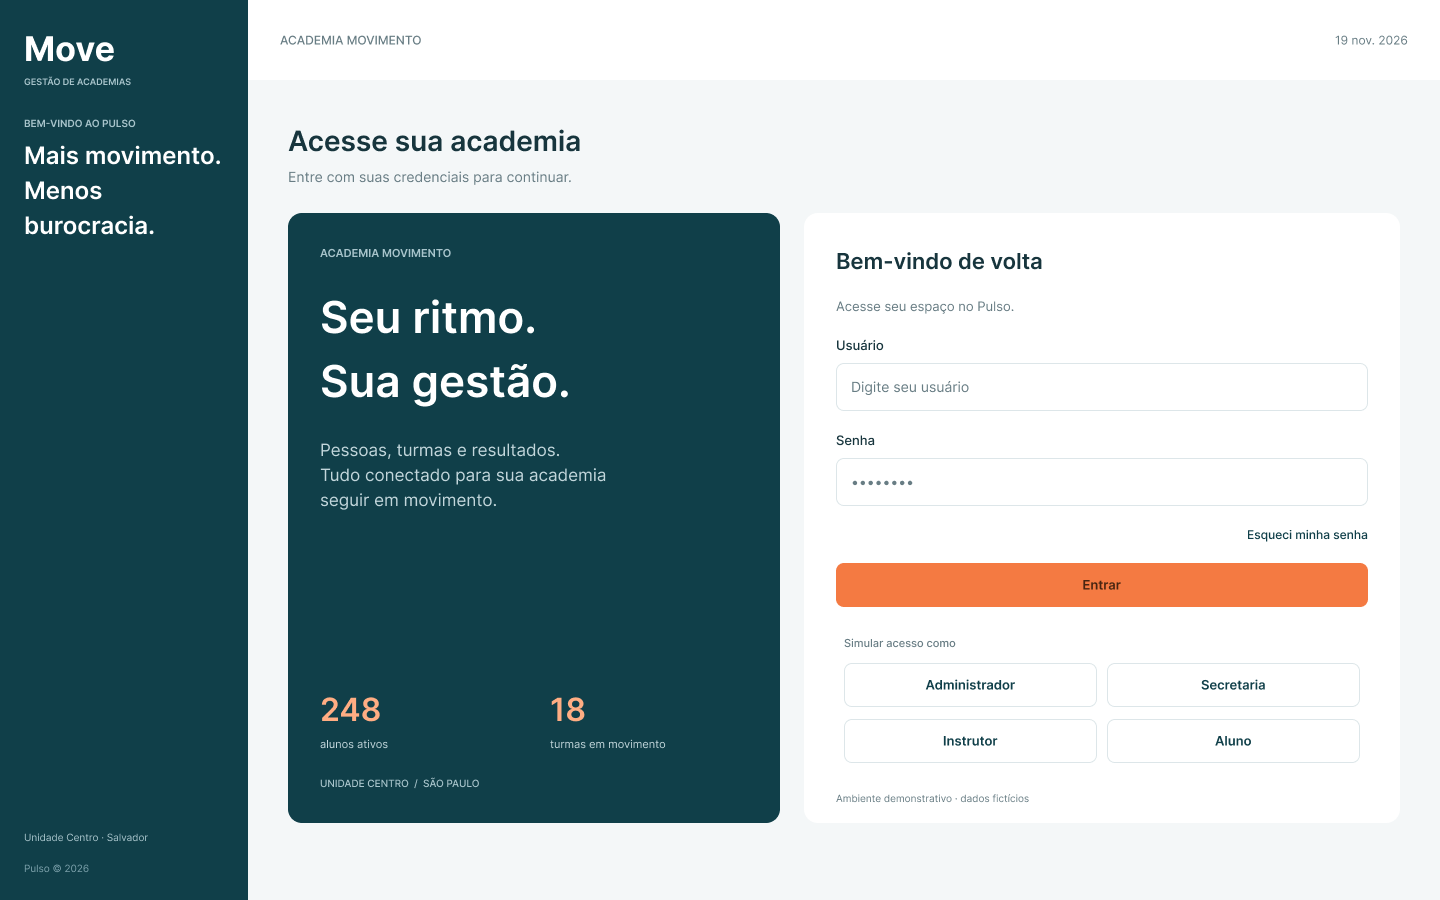 Move
GESTÃO DE ACADEMIAS
BEM-VINDO AO PULSO
Mais movimento.
Menos
burocracia.
Unidade Centro · Salvador
Pulso © 2026
ACADEMIA MOVIMENTO
19 nov. 2026
Acesse sua academia
Entre com suas credenciais para continuar.
ACADEMIA MOVIMENTO
Seu ritmo.
Sua gestão.
Pessoas, turmas e resultados.
Tudo conectado para sua academia
seguir em movimento.
248
alunos ativos
18
turmas em movimento
UNIDADE CENTRO / SÃO PAULO
Bem-vindo de volta
Acesse seu espaço no Pulso.
Usuário
Digite seu usuário
Senha
••••••••
Esqueci minha senha
Entrar
Simular acesso como
Administrador
Secretaria
Instrutor
Aluno
Ambiente demonstrativo · dados fictícios